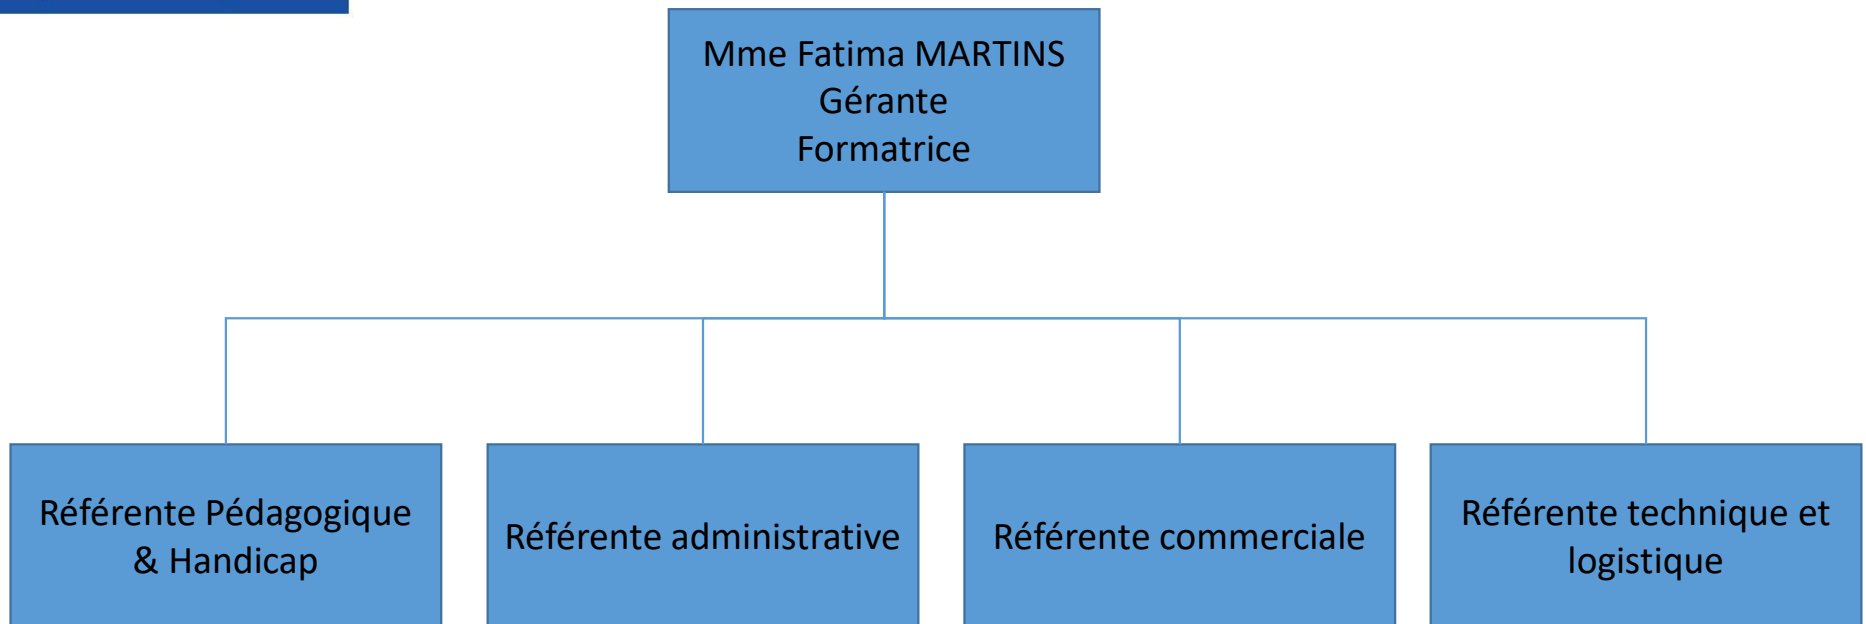 Mme Fatima MARTINS
Gérante
Formatrice
Référente Pédagogique
& Handicap
Référente administrative
Référente commerciale
Référente technique et
logistique